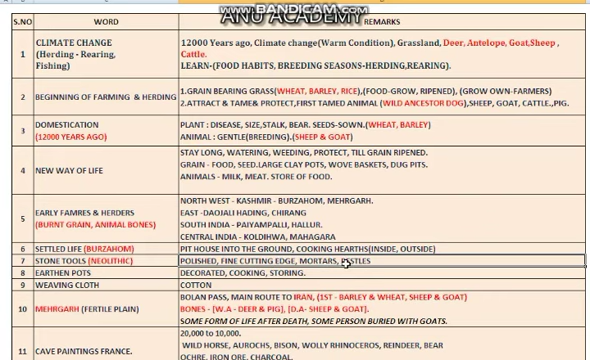 WWW.BANDICAM.COM
ANU ACADEMY
S.NO WORD REMARKS
1 CLIMATE CHANGE (Herding - Rearing, Fishing) 12000 Years ago, Climate change(Warm Condition), Grassland, Deer, Antelope, Goat,Sheep , Cattle.
LEARN-(FOOD HABITS, BREEDING SEASONS-HERDING,REARING).
2 BEGINING OF FARMING & HERDING 1.GRAIN BEARING GRASS(WHEAT, BARLEY, RICE),(FOOD-GROW, RIPENED), (GROW OWN-FARMERS)
2.ATTRACT & TAME& PROTECT,FIRST TAMED ANIMAL (WILD ANCESTOR DOG),SHEEP, GOAT, CATTLE.,PIG.
3 DOMESTICATION (12000 YEARS AGO) PLANT : DISEASE, SIZE,STALK, BEAR. SEEDS-SOWN.(WHEAT, BARLEY)
ANIMAL : GENTLE(BREEDING).(SHEEP & GOAT)
4 NEW WAY OF LIFE STAY LONG, WATERING, WEEDING, PROTECT, TILL GRAIN RIPENED.
GRAIN - FOOD, SEED.LARGE CLAY POTS, WOVE BASKETS, DUG PITS.
ANIMALS - MILK, MEAT. STORE OF FOOD.
5 EARLY FAMRES & HERDERS (BURNT GRAIN, ANIMAL BONES) NORTH WEST - KASHMIR - BURZAHOM, MEHRGARH.
EAST -DAOJALI HADING, CHIRANG
SOUTH INDIA - PAIYAMPALLI, HALLUR.
CENTRAL INDIA - KOLDIHWA, MAHAGARA
6 SETTLED LIFE (BURZAHOM) PIT HOUSE INTO THE GROUND, COOKING HEARTHS(INSIDE, OUTSIDE)
7 STONE TOOLS (NEOLITHIC) POLISHED, FINE CUTTING EDGE, MORTARS, PESTLES
8 EARTHEN POTS DECORATED, COOKING, STORING.
9 WEAVING CLOTH COTTON
10 MEHRGARH (FERTILE PLAIN) BOLAN PASS, MAIN ROUTE TO IRAN, (1ST - BARLEY & WHEAT, SHEEP & GOAT)
BONES - [W.A - DEER & PIG], [D.A- SHEEP & GOAT].
SOME FORM OF LIFE AFTER DEATH, SOME PERSON BURIED WITH GOATS.
11 CAVE PAINTINGS FRANCE. 20,000 to 10,000.
WILD HORSE, AUROCHS, BISON, WOLLY RHINOCEROS, REINDEER, BEAR
OCHRE, IRON ORE, CHARCOAL.